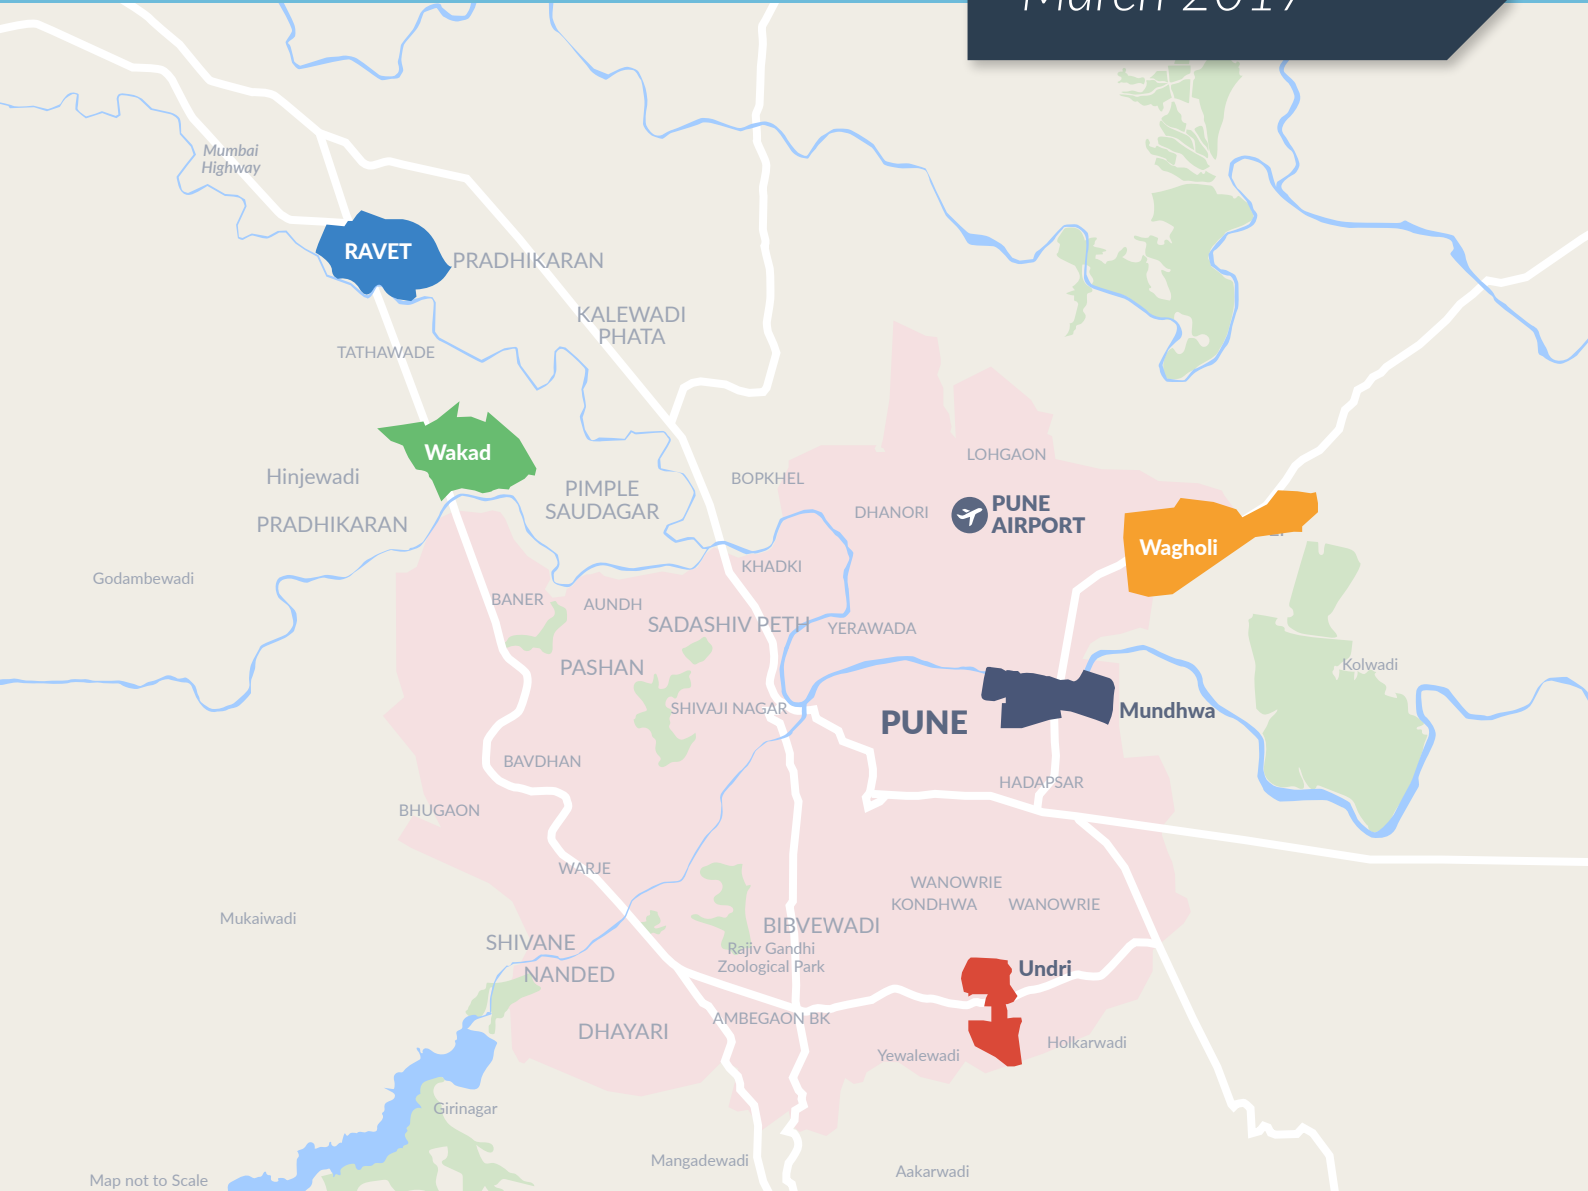 March 2017
Mumbai
Highway
RAVET
PRADHIKARAN
KALEWADI
PHATA
TATHAWADE
Wakad
Hinjewadi
PRADHIKARAN
PIMPLE
SAUDAGAR
BOPKHEL
LOHGAON
DHANORI
PUNE
AIRPORT
Wagholi
Godambewadi
KHADKI
BANER
AUNDH
SADASHIV PETH
YERAWADA
PASHAN
Kolwadi
SHIVAJI NAGAR
PUNE
Mundhwa
BAVDHAN
HADAPSAR
BHUGAON
WARJE
WANOWRIE
KONDHWA
WANOWRIE
Mukaiwadi
BIBVEWADI
SHIVANE
Rajiv Gandhi
Zoological Park
NANDED
Undri
DHAYARI
AMBEGAON BK
Yewalewadi
Holkarwadi
Girinagar
Mangadewadi
Aakarwadi
Map not to Scale